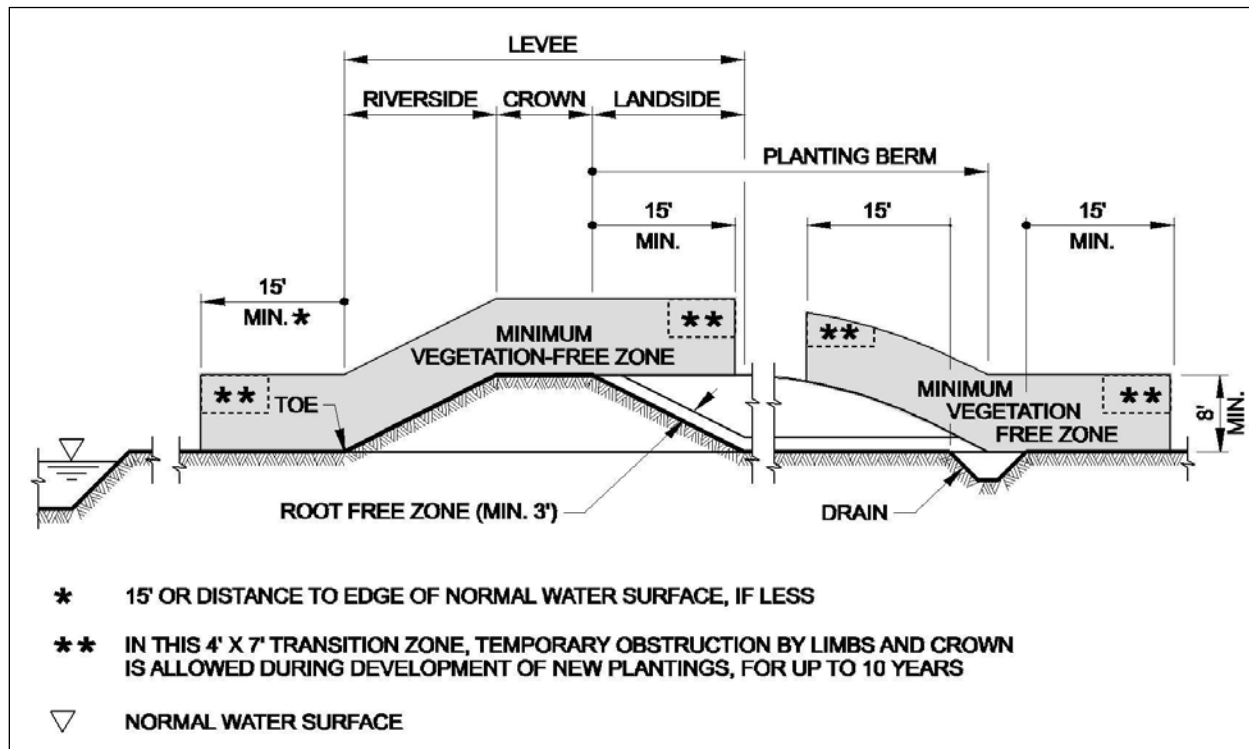 LEVEE
RIVERSIDE
CROWN
LANDSIDE
PLANTING BERM
15'
MIN.
15'
15'
MIN.
15'
MIN. *
**
MINIMUM
VEGETATION-FREE ZONE
**
**
MINIMUM
VEGETATION
FREE ZONE
**
8'
MIN.
TOE
ROOT FREE ZONE (MIN. 3')
DRAIN
* 15' OR DISTANCE TO EDGE OF NORMAL WATER SURFACE, IF LESS
** IN THIS 4' X 7' TRANSITION ZONE, TEMPORARY OBSTRUCTION BY LIMBS AND CROWN
IS ALLOWED DURING DEVELOPMENT OF NEW PLANTINGS, FOR UP TO 10 YEARS
NORMAL WATER SURFACE